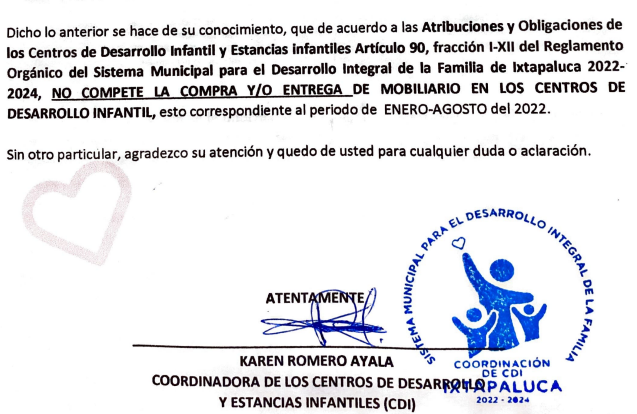 Dicho lo anterior se hace de su conocimiento, que de acuerdo a las Atribuciones y Obligaciones de
los Centros de Desarrollo Infantil y Estancias infantiles Artículo 90, fracción I-XII del Reglamento
Orgánico del Sistema Municipal para el Desarrollo Integral de la Familia de Ixtapaluca 2022-
2024, NO COMPETE LA COMPRA Y/O ENTREGA DE MOBILIARIO EN LOS CENTROS DE
DESARROLLO INFANTIL, esto correspondiente al periodo de ENERO-AGOSTO del 2022.
Sin otro particular, agradezco su atención y quedo de usted para cualquier duda o aclaración.
SISTEMA MUNICIPAL PARA EL DESARROLLO INTEGRAL DE LA FAMILIA
ATENTAMENTE
KAREN ROMERO AYALA
COORDINADORA DE LOS CENTROS DE DESARROLLO
Y ESTANCIAS INFANTILES (CDI)
COORDINACIÓN
DE CDI
IXTAPALUCA
2022 - 2024